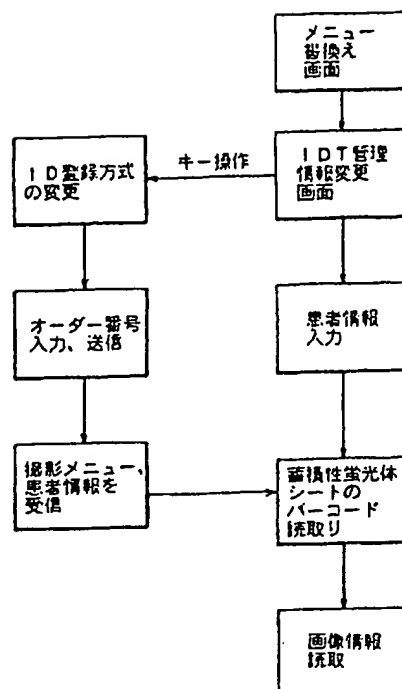 メニュー
替換え
画面
IDT管理
情報変更
画面
キー操作
ID登録方式
の変更
オーダー番号
入力、送信
患者情報
入力
撮影メニュー、
患者情報を
受信
蓄積性蛍光体
シートの
バーコード
読取り
画像情報
読取